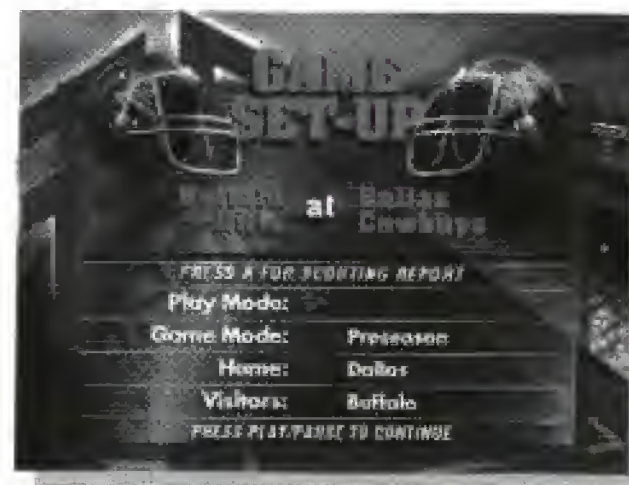 GAME
SET-UP
at Dallas
Cowboys
PRESS A FOR SCOUTING REPORT
Play Mode:
Game Mode: Preseason
Home: Dallas
Visitors: Buffalo
PRESS PLAY/PAUSE TO CONTINUE